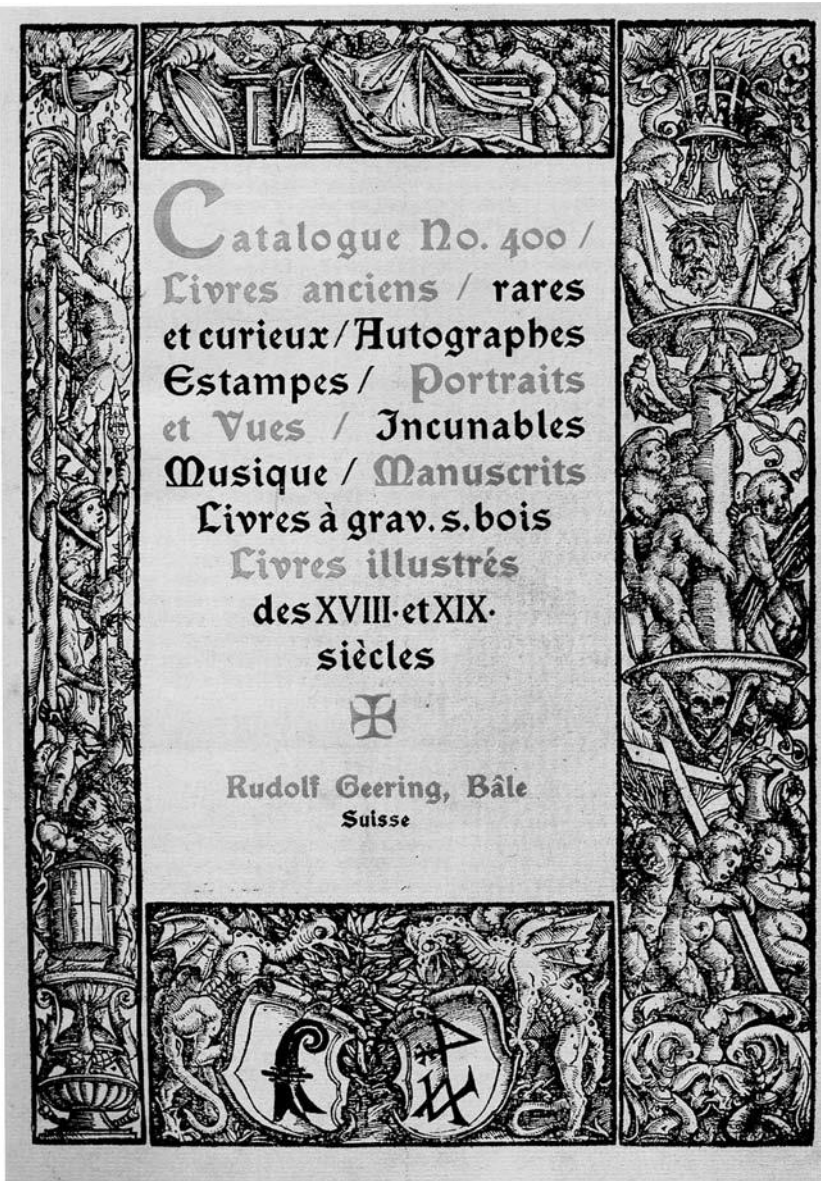 Catalogue No. 400 /
Livres anciens / rares
et curieux / Autographes
Estampes / Portraits
et Vues / Incunables
Musique / Manuscrits
Livres à grav. s. bois
Livres illustrés
des XVIII· et XIX·
siècles
Rudolf Geering, Bâle
Suisse